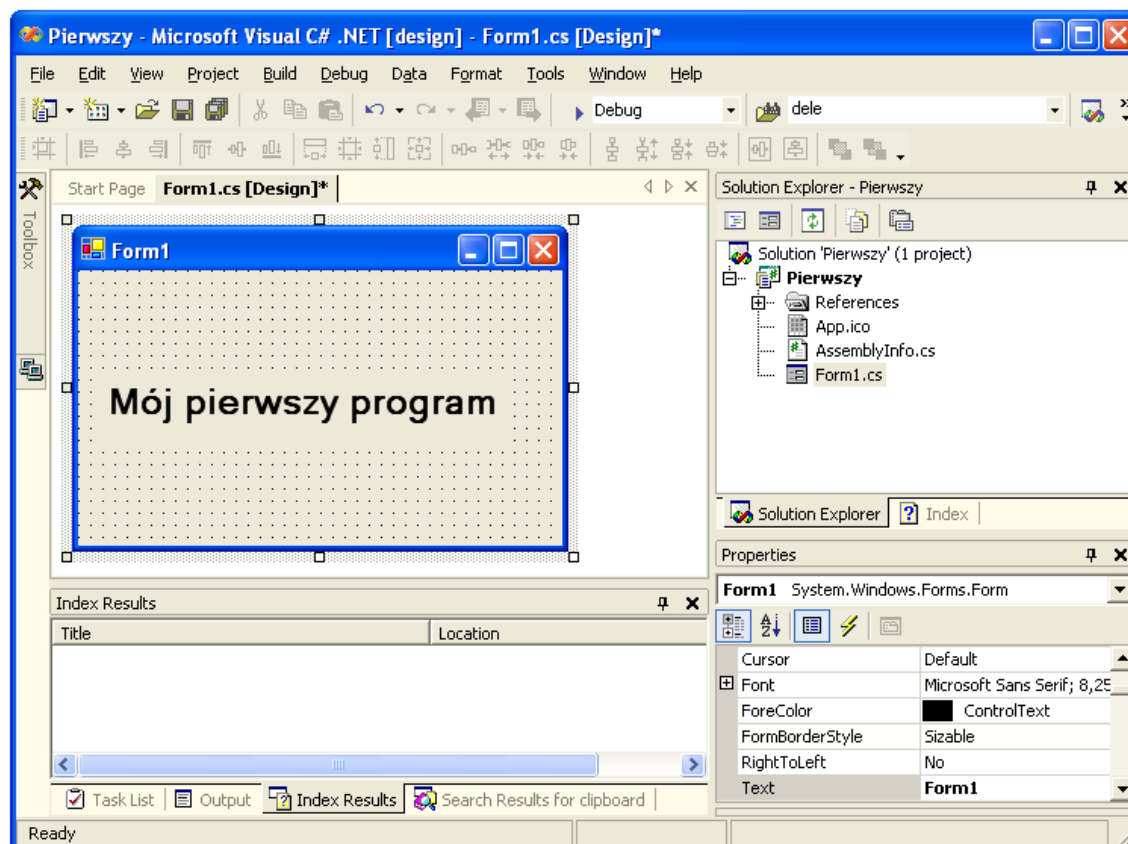 Pierwszy - Microsoft Visual C# .NET [design] - Form1.cs [Design]*
File Edit View Project Build Debug Data Format Tools Window Help
Debug dele
Start Page Form1.cs [Design]*
Toolbox
Form1
Mój pierwszy program
Solution Explorer - Pierwszy
Solution 'Pierwszy' (1 project)
Pierwszy
References
App.ico
AssemblyInfo.cs
Form1.cs
Solution Explorer Index
Properties
Form1 System.Windows.Forms.Form
Cursor Default
Font Microsoft Sans Serif; 8,25
ForeColor ControlText
FormBorderStyle Sizable
RightToLeft No
Text Form1
Index Results
Title Location
Task List Output Index Results Search Results for clipboard
Ready